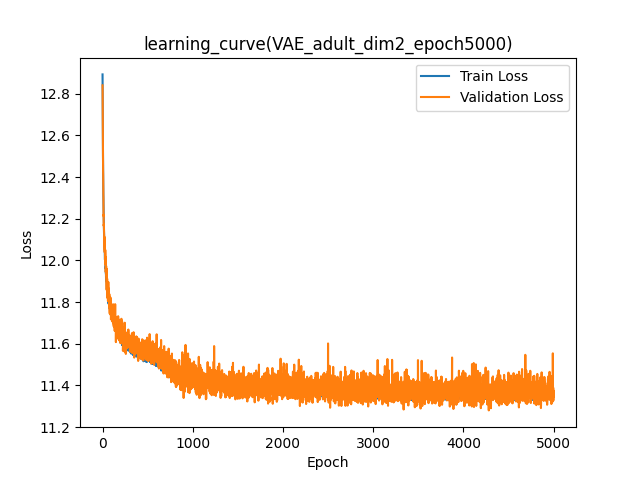 learning_curve(VAE_adult_dim2_epoch5000)
Train Loss
Validation Loss
12.8
12.6
12.4
12.2
12.0
11.8
11.6
11.4
11.2
Loss
0 1000 2000 3000 4000 5000
Epoch